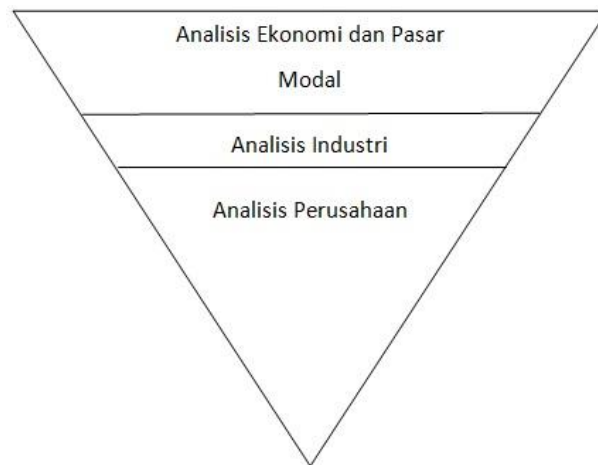 Analisis Ekonomi dan Pasar
Modal
Analisis Industri
Analisis Perusahaan